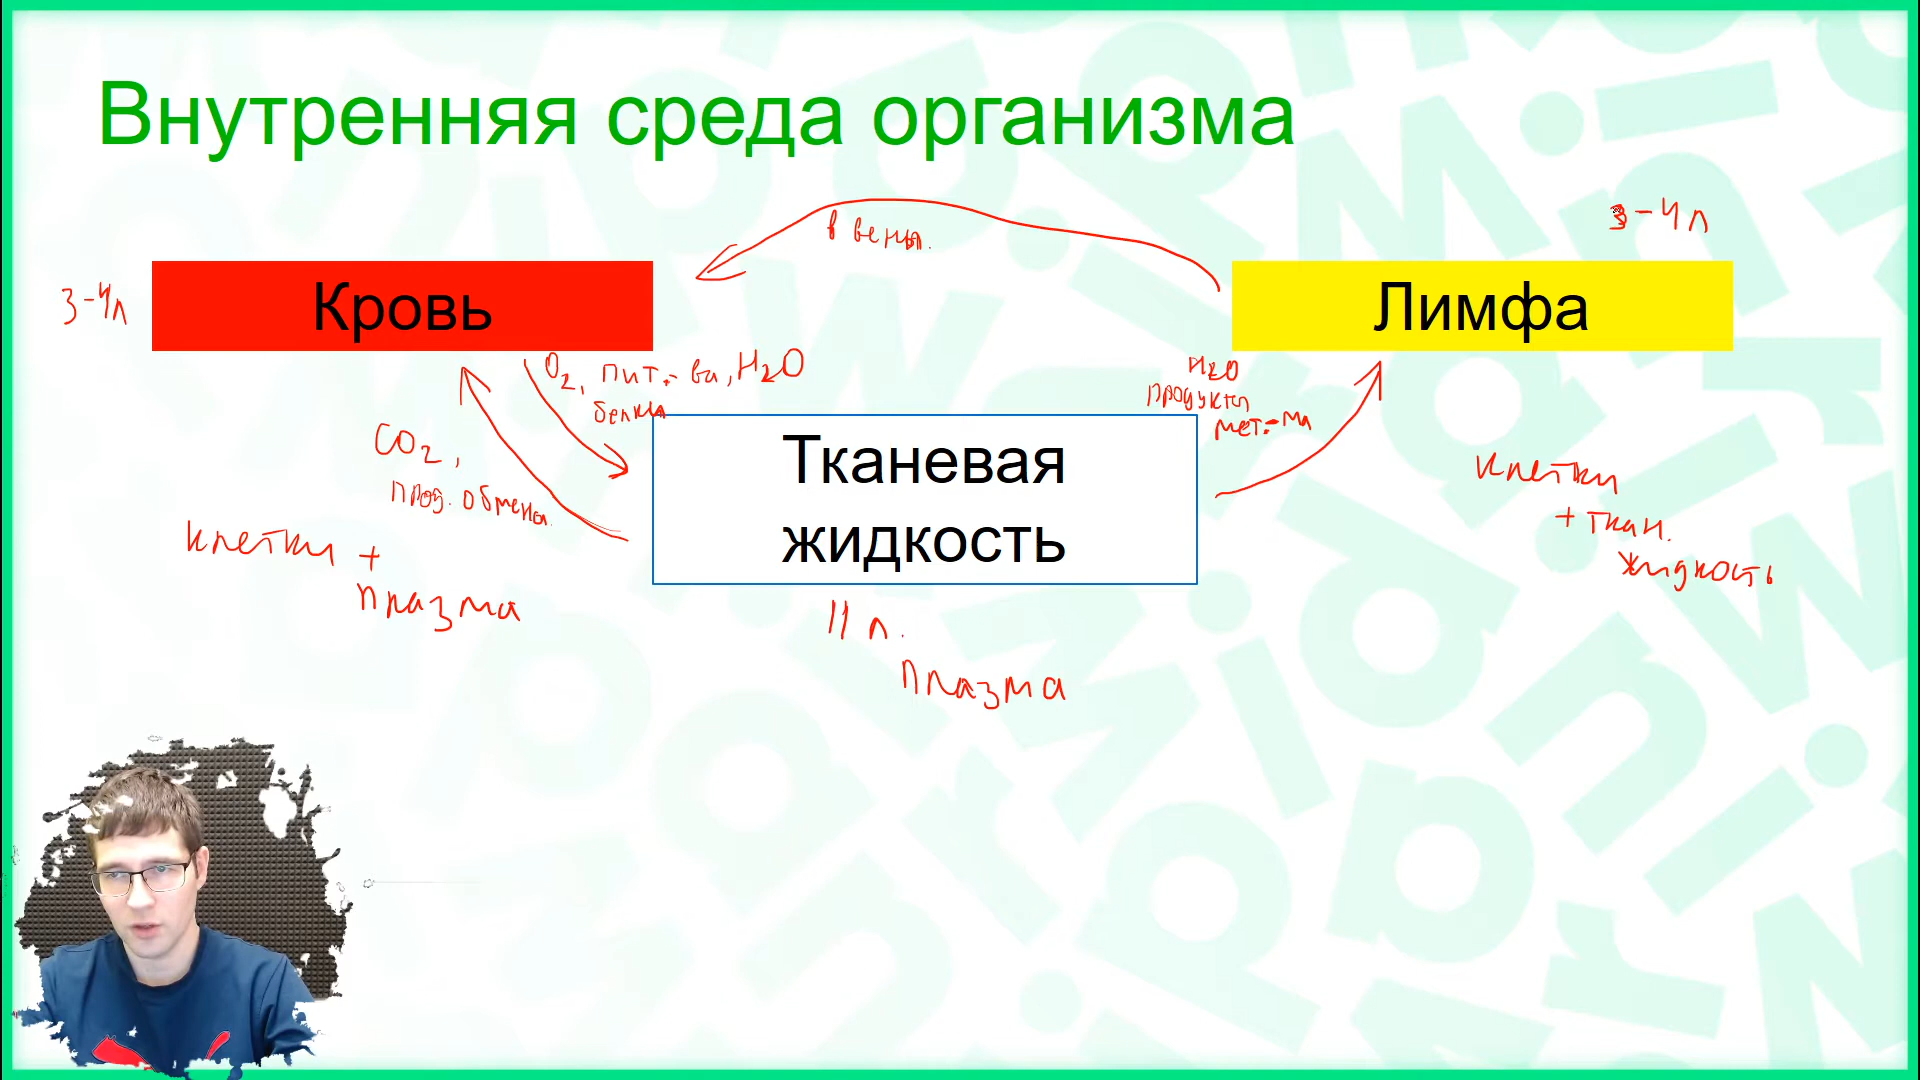 Внутренняя среда организма
в вены.
3-4л
3-4л
Кровь
Лимфа
O2, пит.-ва, H2O
белки
H2O
продукты
мет.-ма
CO2,
прод. обмена.
Тканевая
жидкость
клетки +
плазма
клетки
+ ткан.
жидкость
11 л.
плазма